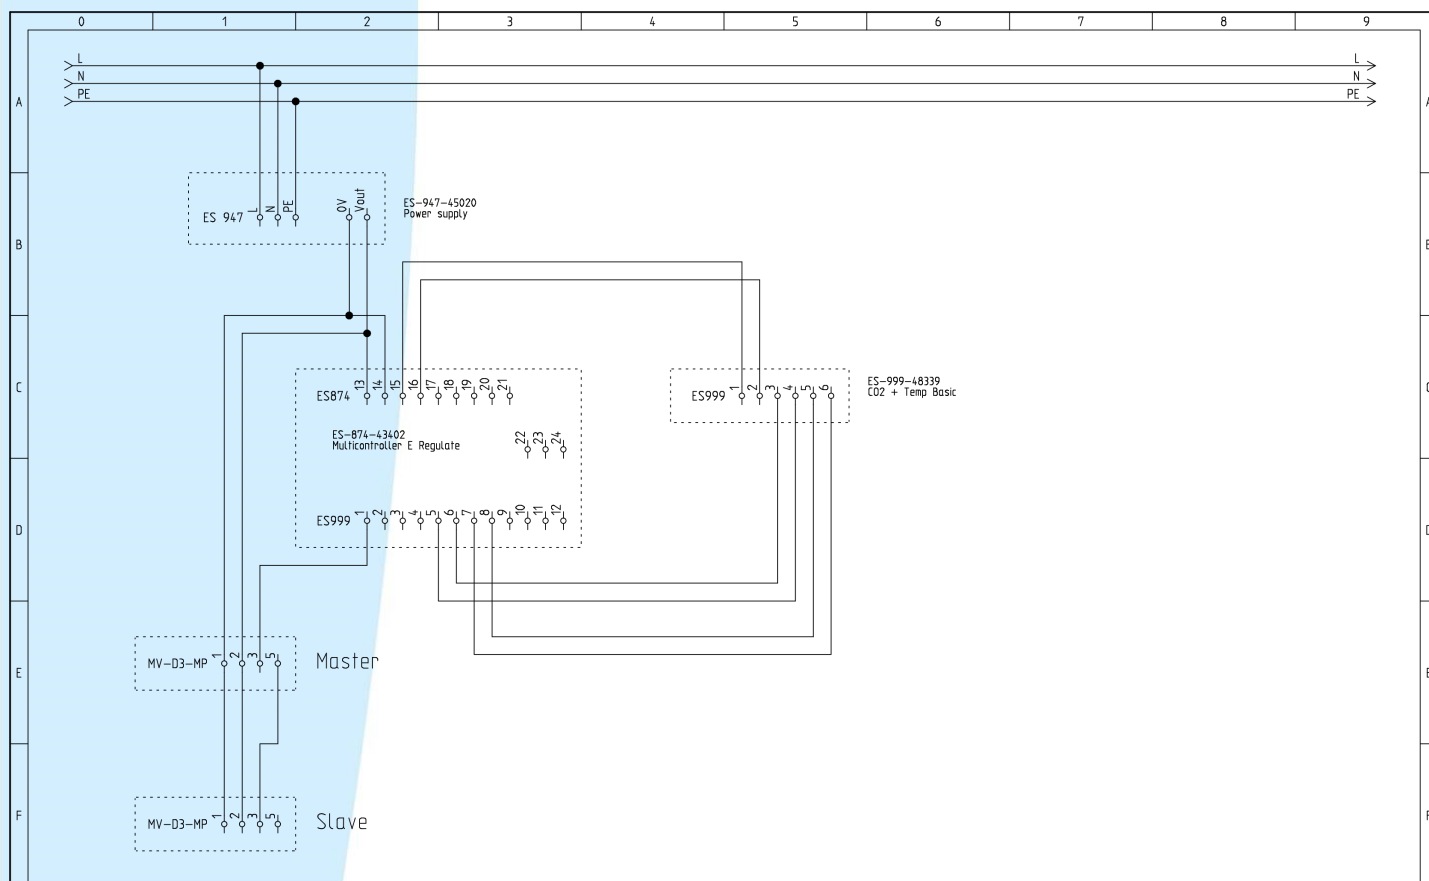 0 1 2 3 4 5 6 7 8 9
L L
N N
PE PE
A A
ES 947 L N PE 0V Vout
ES-947-45020
Power supply
B
C
ES874 13 14 15 16 17 18 19 20 21
ES999 1 2 3 4 5 6
ES-999-48339
CO2 + Temp Basic
ES-874-43402
Multicontroller E Regulate
22 23 24
D
ES999 1 2 3 4 5 6 7 8 9 10 11 12
E
MV-D3-MP 1 2 3 5 Master
F
MV-D3-MP 1 2 3 5 Slave